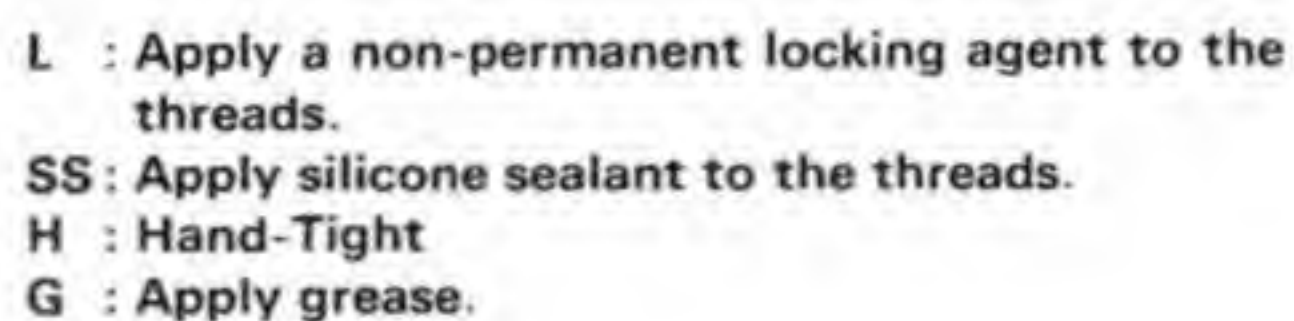 L : Apply a non-permanent locking agent to the
threads.
SS : Apply silicone sealant to the threads.
H : Hand-Tight
G : Apply grease.